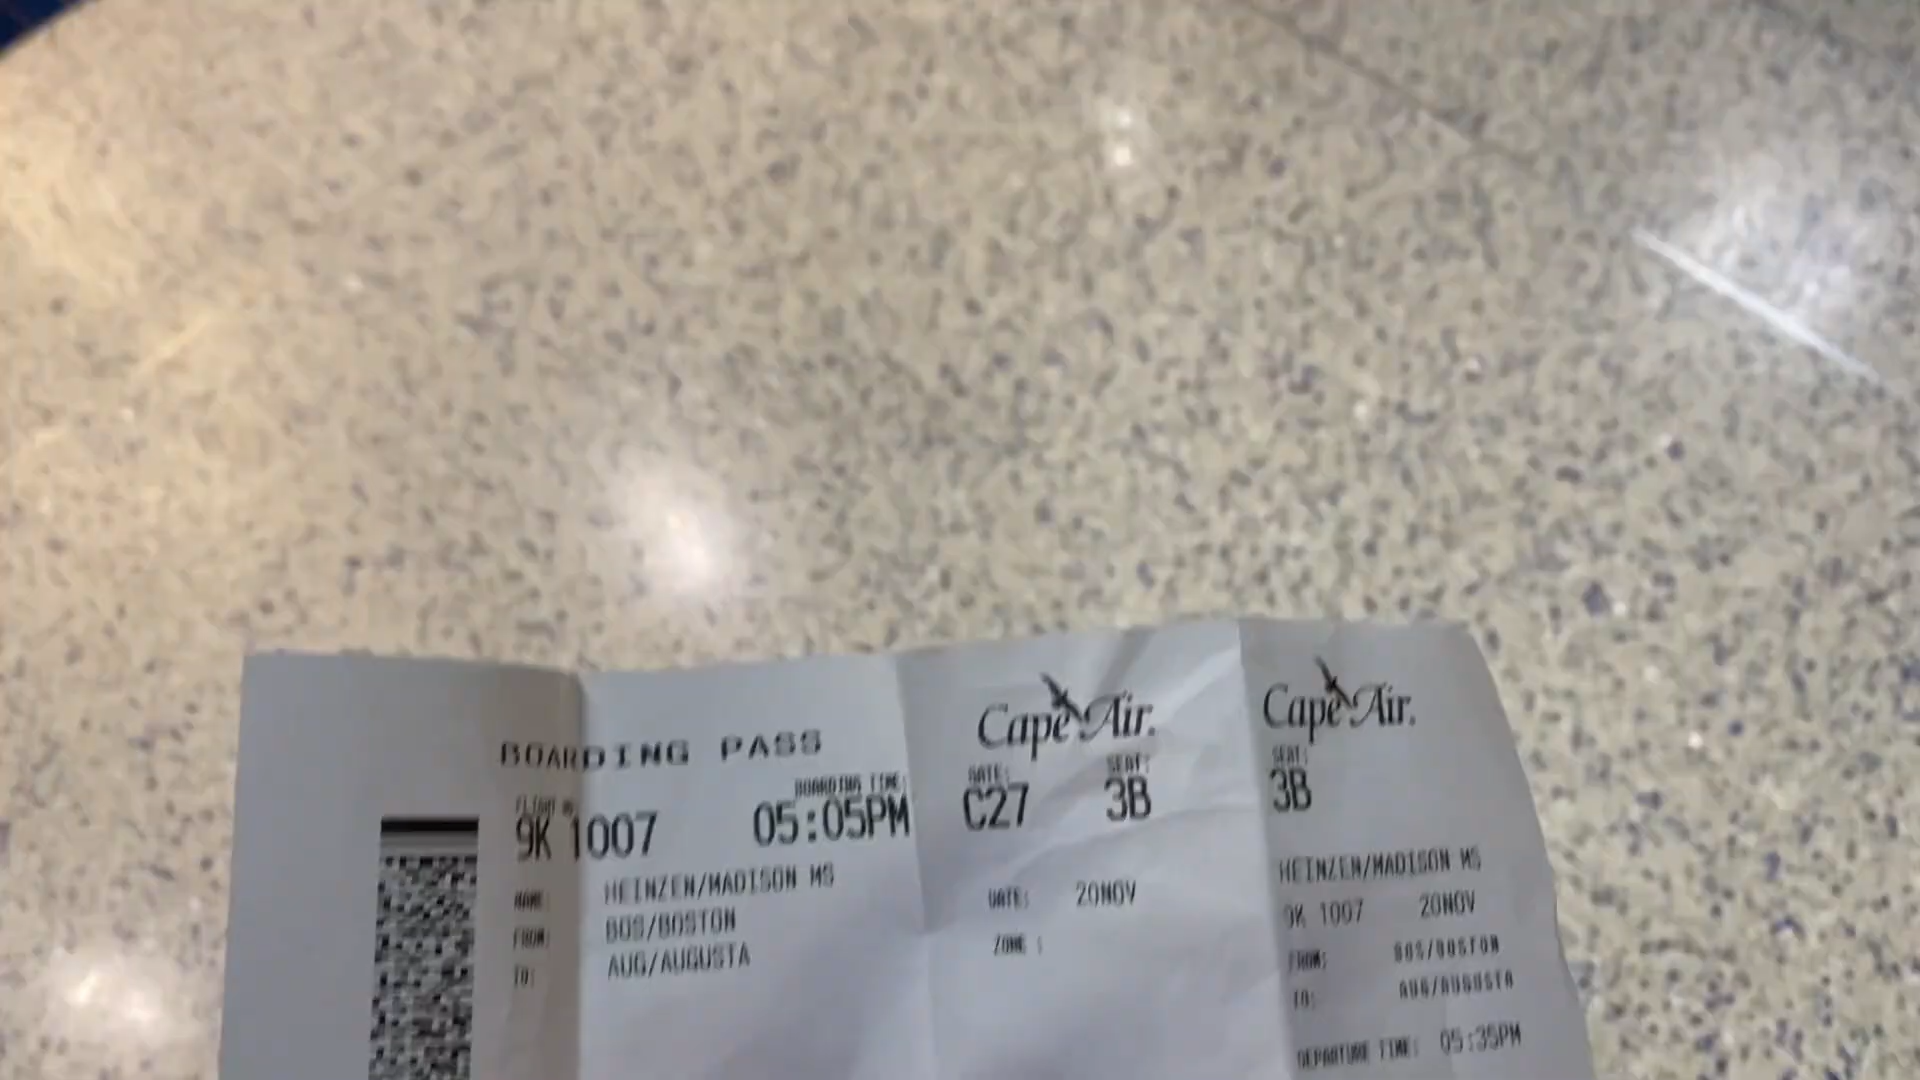 BOARDING PASS
Cape Air.
FLIGHT
BOARDING TIME:
GATE:
SEAT:
9K 1007
05:05PM
C27
3B
NAME:
HEINZEN/MADISON MS
DATE:
20NOV
FROM:
BOS/BOSTON
ZONE :
TO:
AUG/AUGUSTA
Cape Air.
SEAT:
3B
HEINZEN/MADISON MS
9K 1007
20NOV
FROM:
BOS/BOSTON
TO:
AUG/AUGUSTA
DEPARTURE TIME: 05:35PM